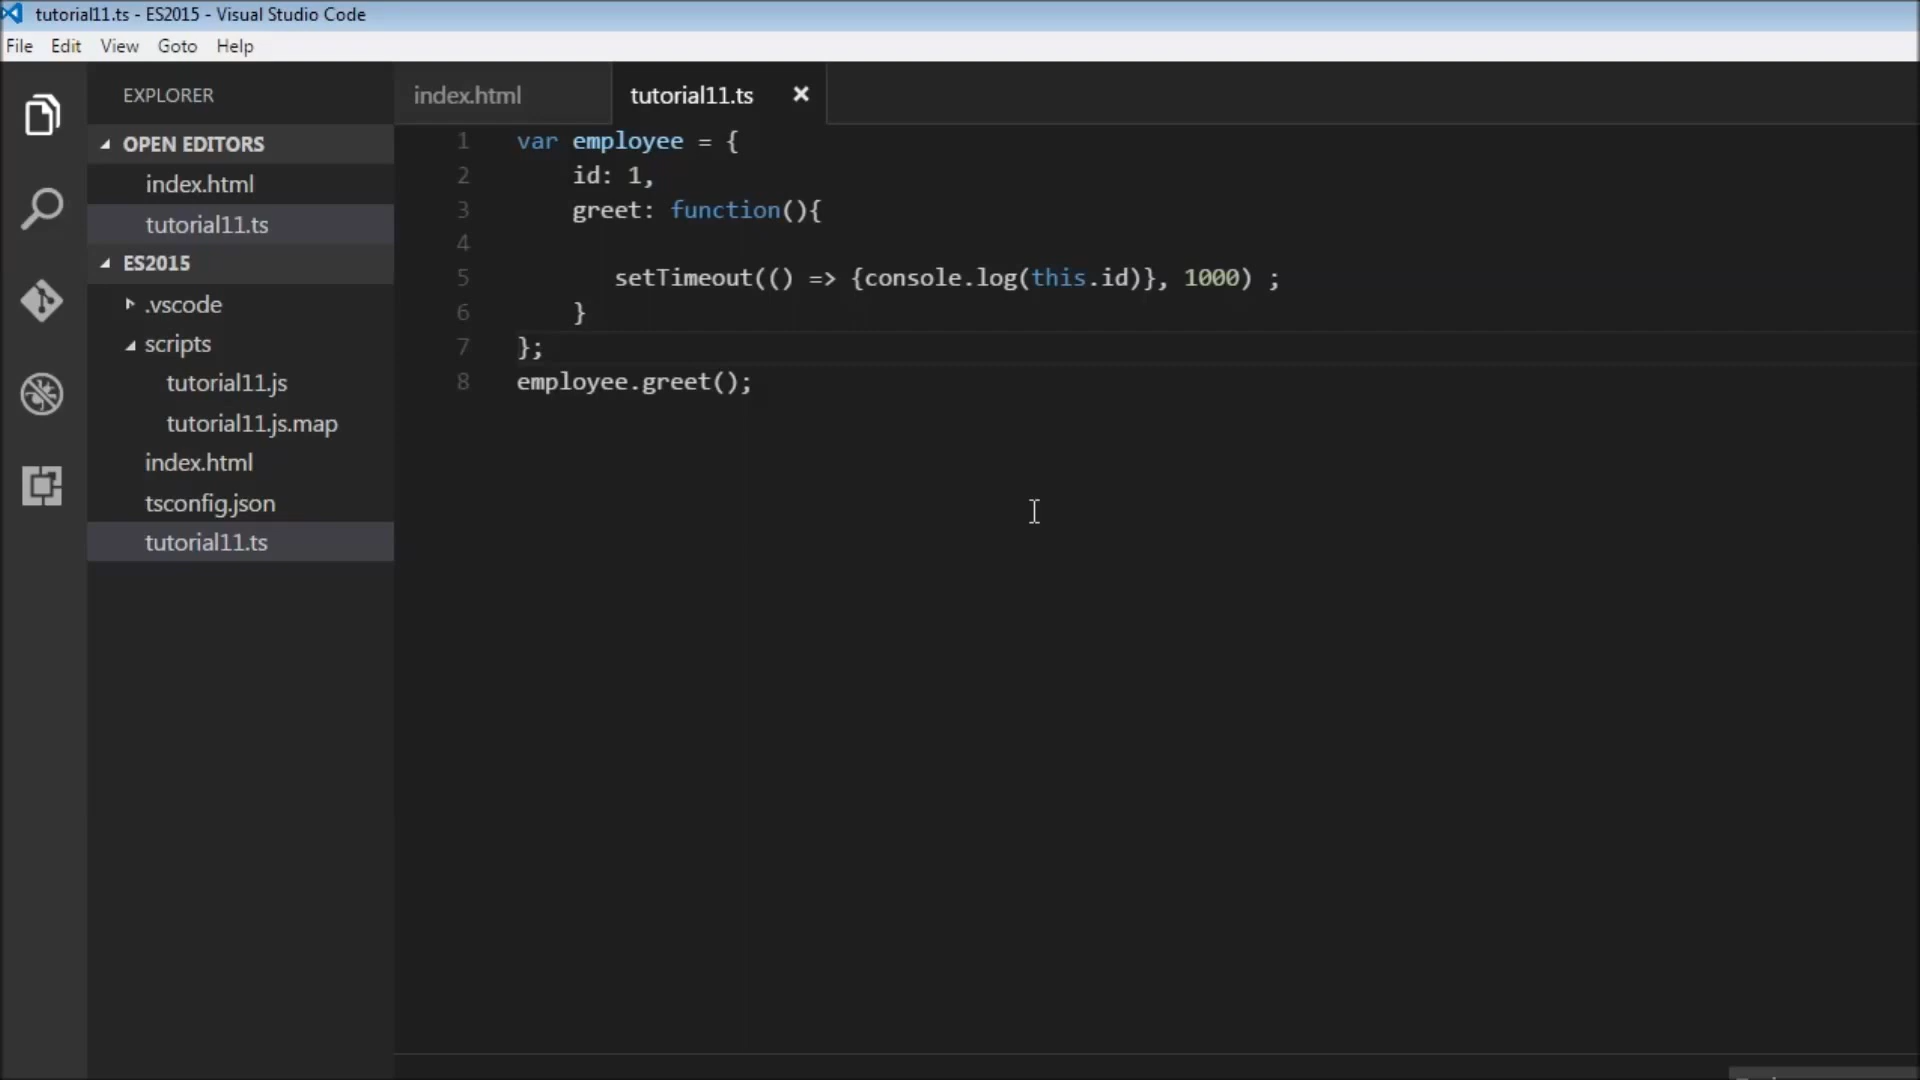 tutorial11.ts - ES2015 - Visual Studio Code
File Edit View Goto Help
EXPLORER
OPEN EDITORS
index.html
tutorial11.ts
ES2015
.vscode
scripts
tutorial11.js
tutorial11.js.map
index.html
tsconfig.json
tutorial11.ts
index.html tutorial11.ts
1 var employee = {
2 id: 1,
3 greet: function(){
4
5 setTimeout(() => {console.log(this.id)}, 1000) ;
6 }
7 };
8 employee.greet();